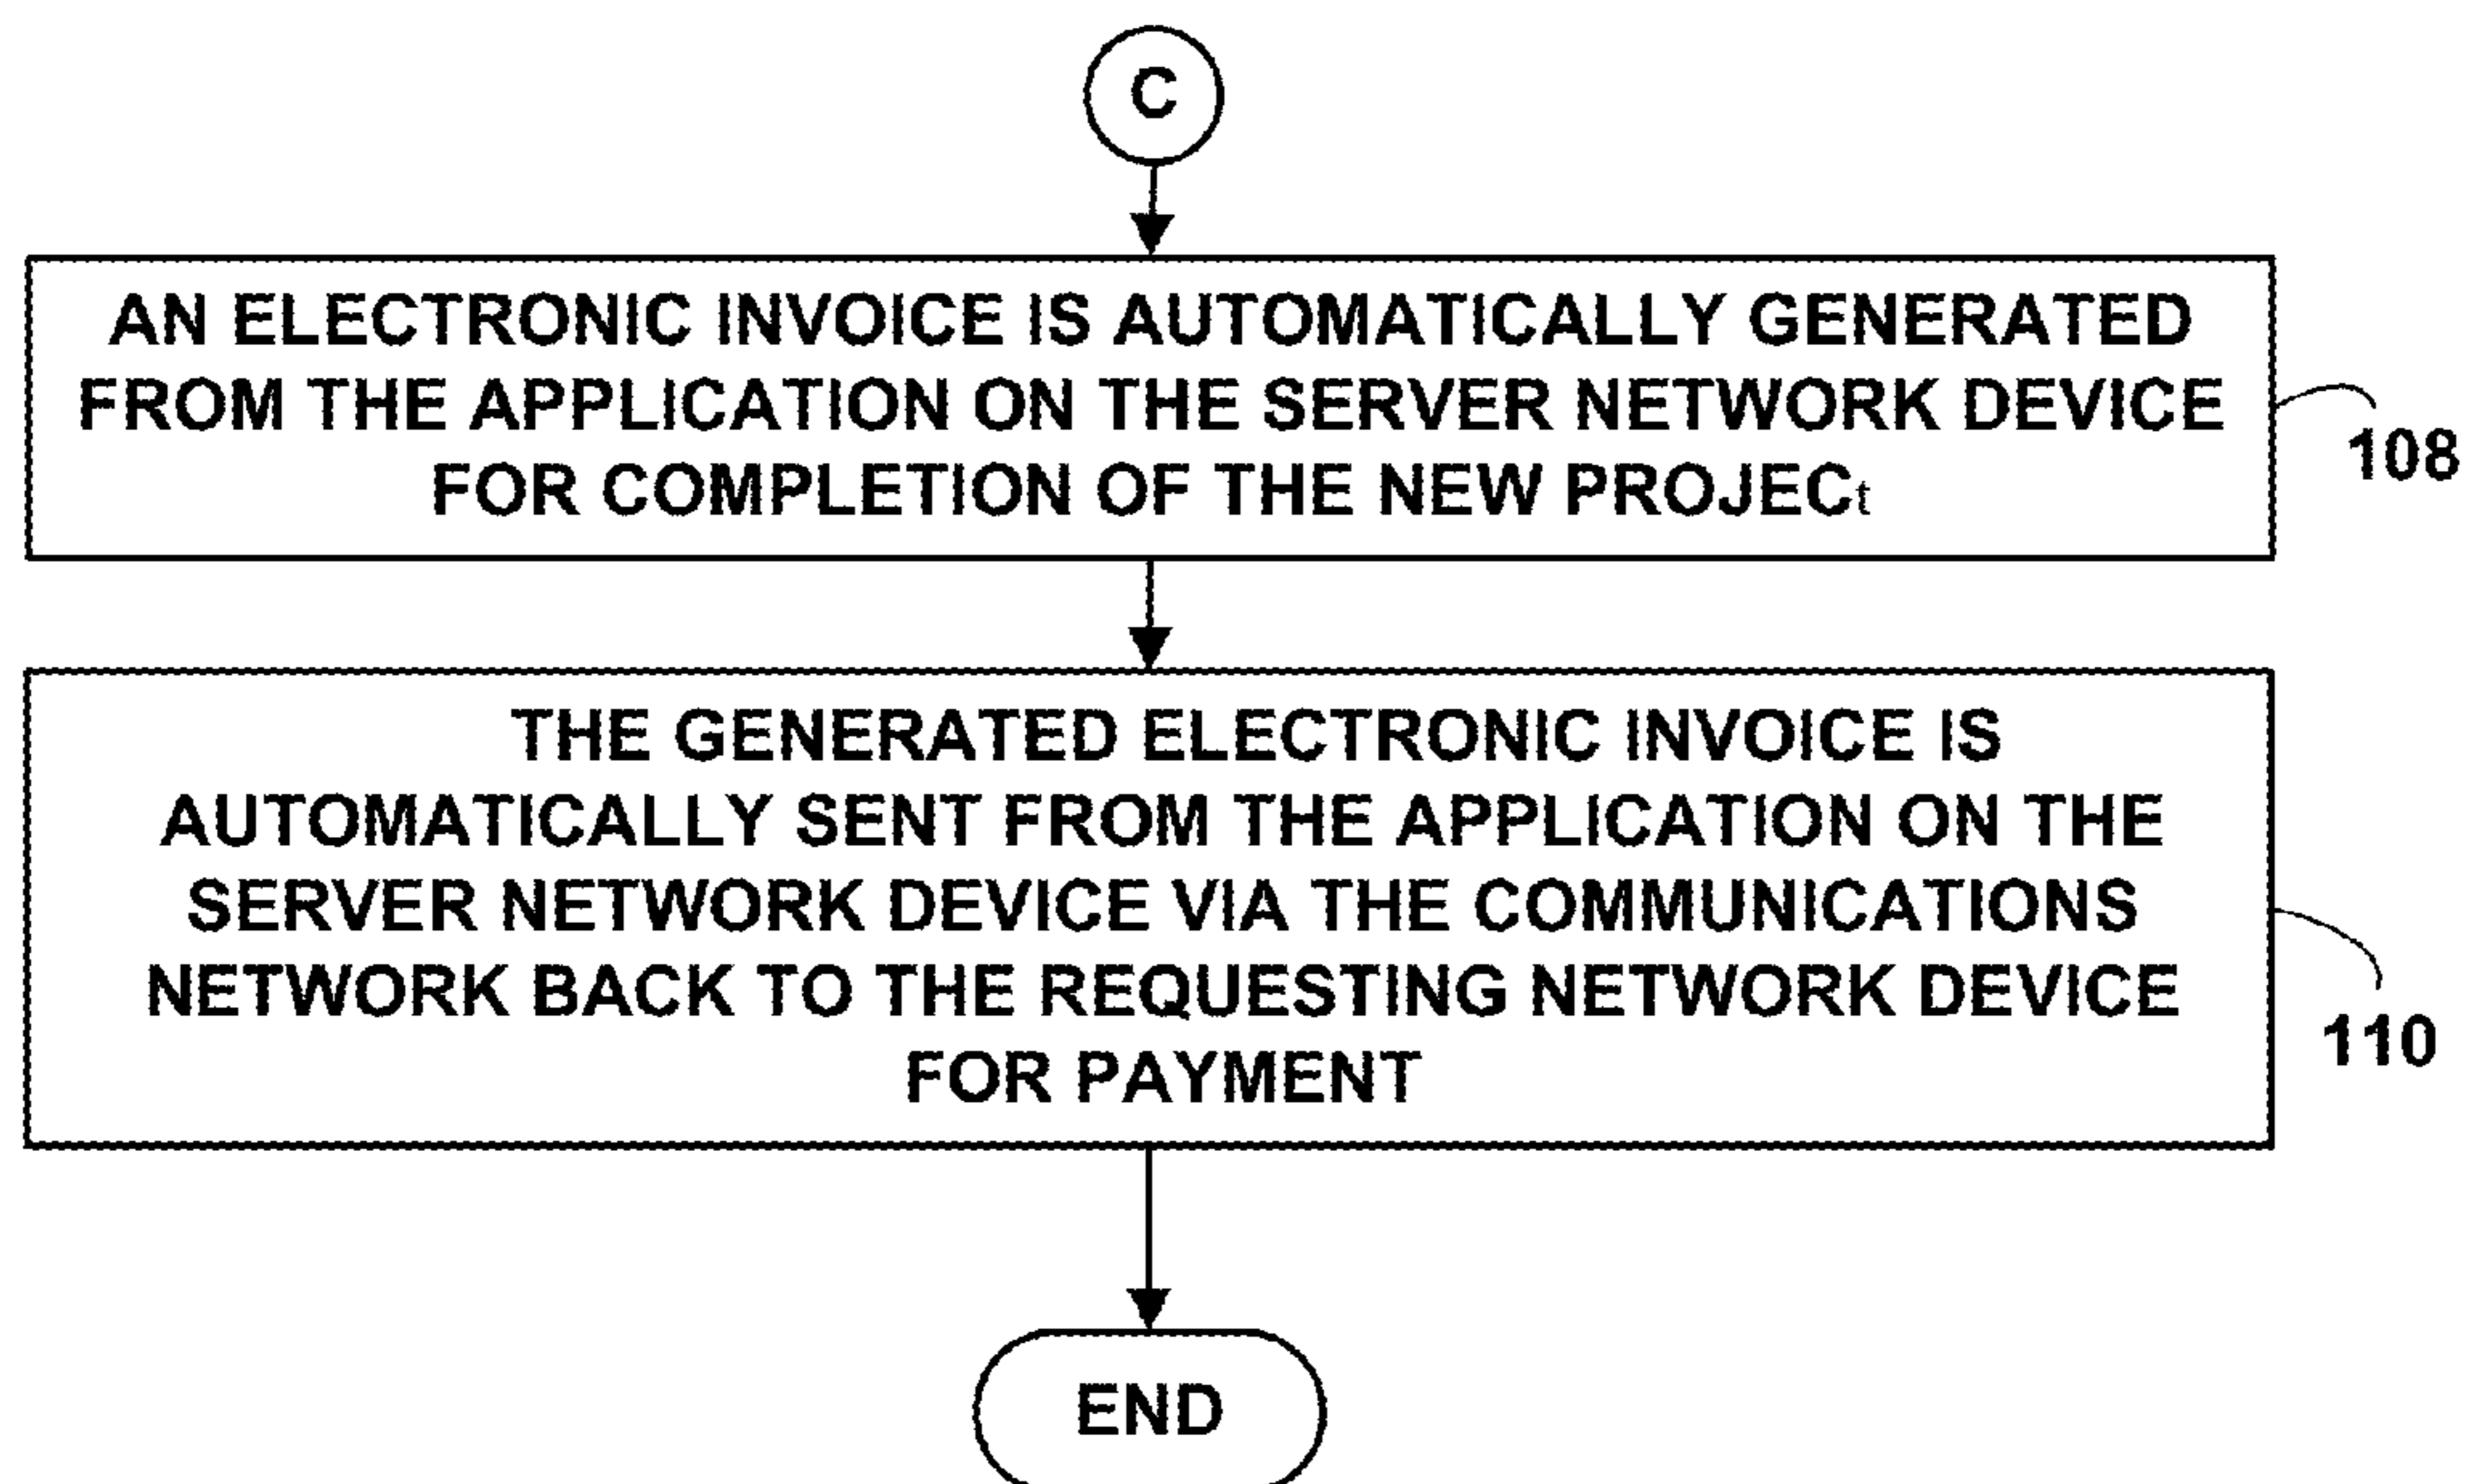 C
AN ELECTRONIC INVOICE IS AUTOMATICALLY GENERATED
FROM THE APPLICATION ON THE SERVER NETWORK DEVICE
FOR COMPLETION OF THE NEW PROJECt
108
THE GENERATED ELECTRONIC INVOICE IS
AUTOMATICALLY SENT FROM THE APPLICATION ON THE
SERVER NETWORK DEVICE VIA THE COMMUNICATIONS
NETWORK BACK TO THE REQUESTING NETWORK DEVICE
FOR PAYMENT
110
END